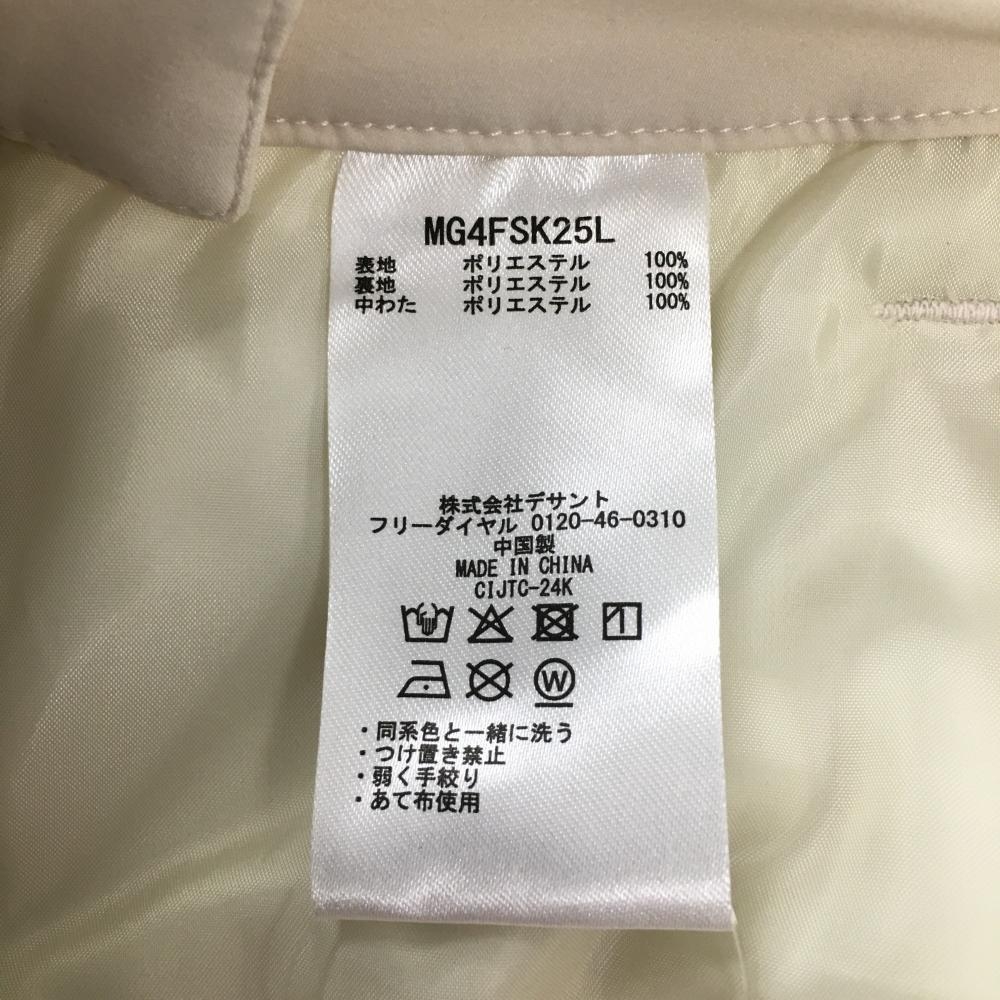 MG4FSK25L
表地 ポリエステル 100%
裏地 ポリエステル 100%
中わた ポリエステル 100%
株式会社デサント
フリーダイヤル 0120-46-0310
中国製
MADE IN CHINA
CIJTC-24K
W
・同系色と一緒に洗う
・つけ置き禁止
・弱く手絞り
・あて布使用